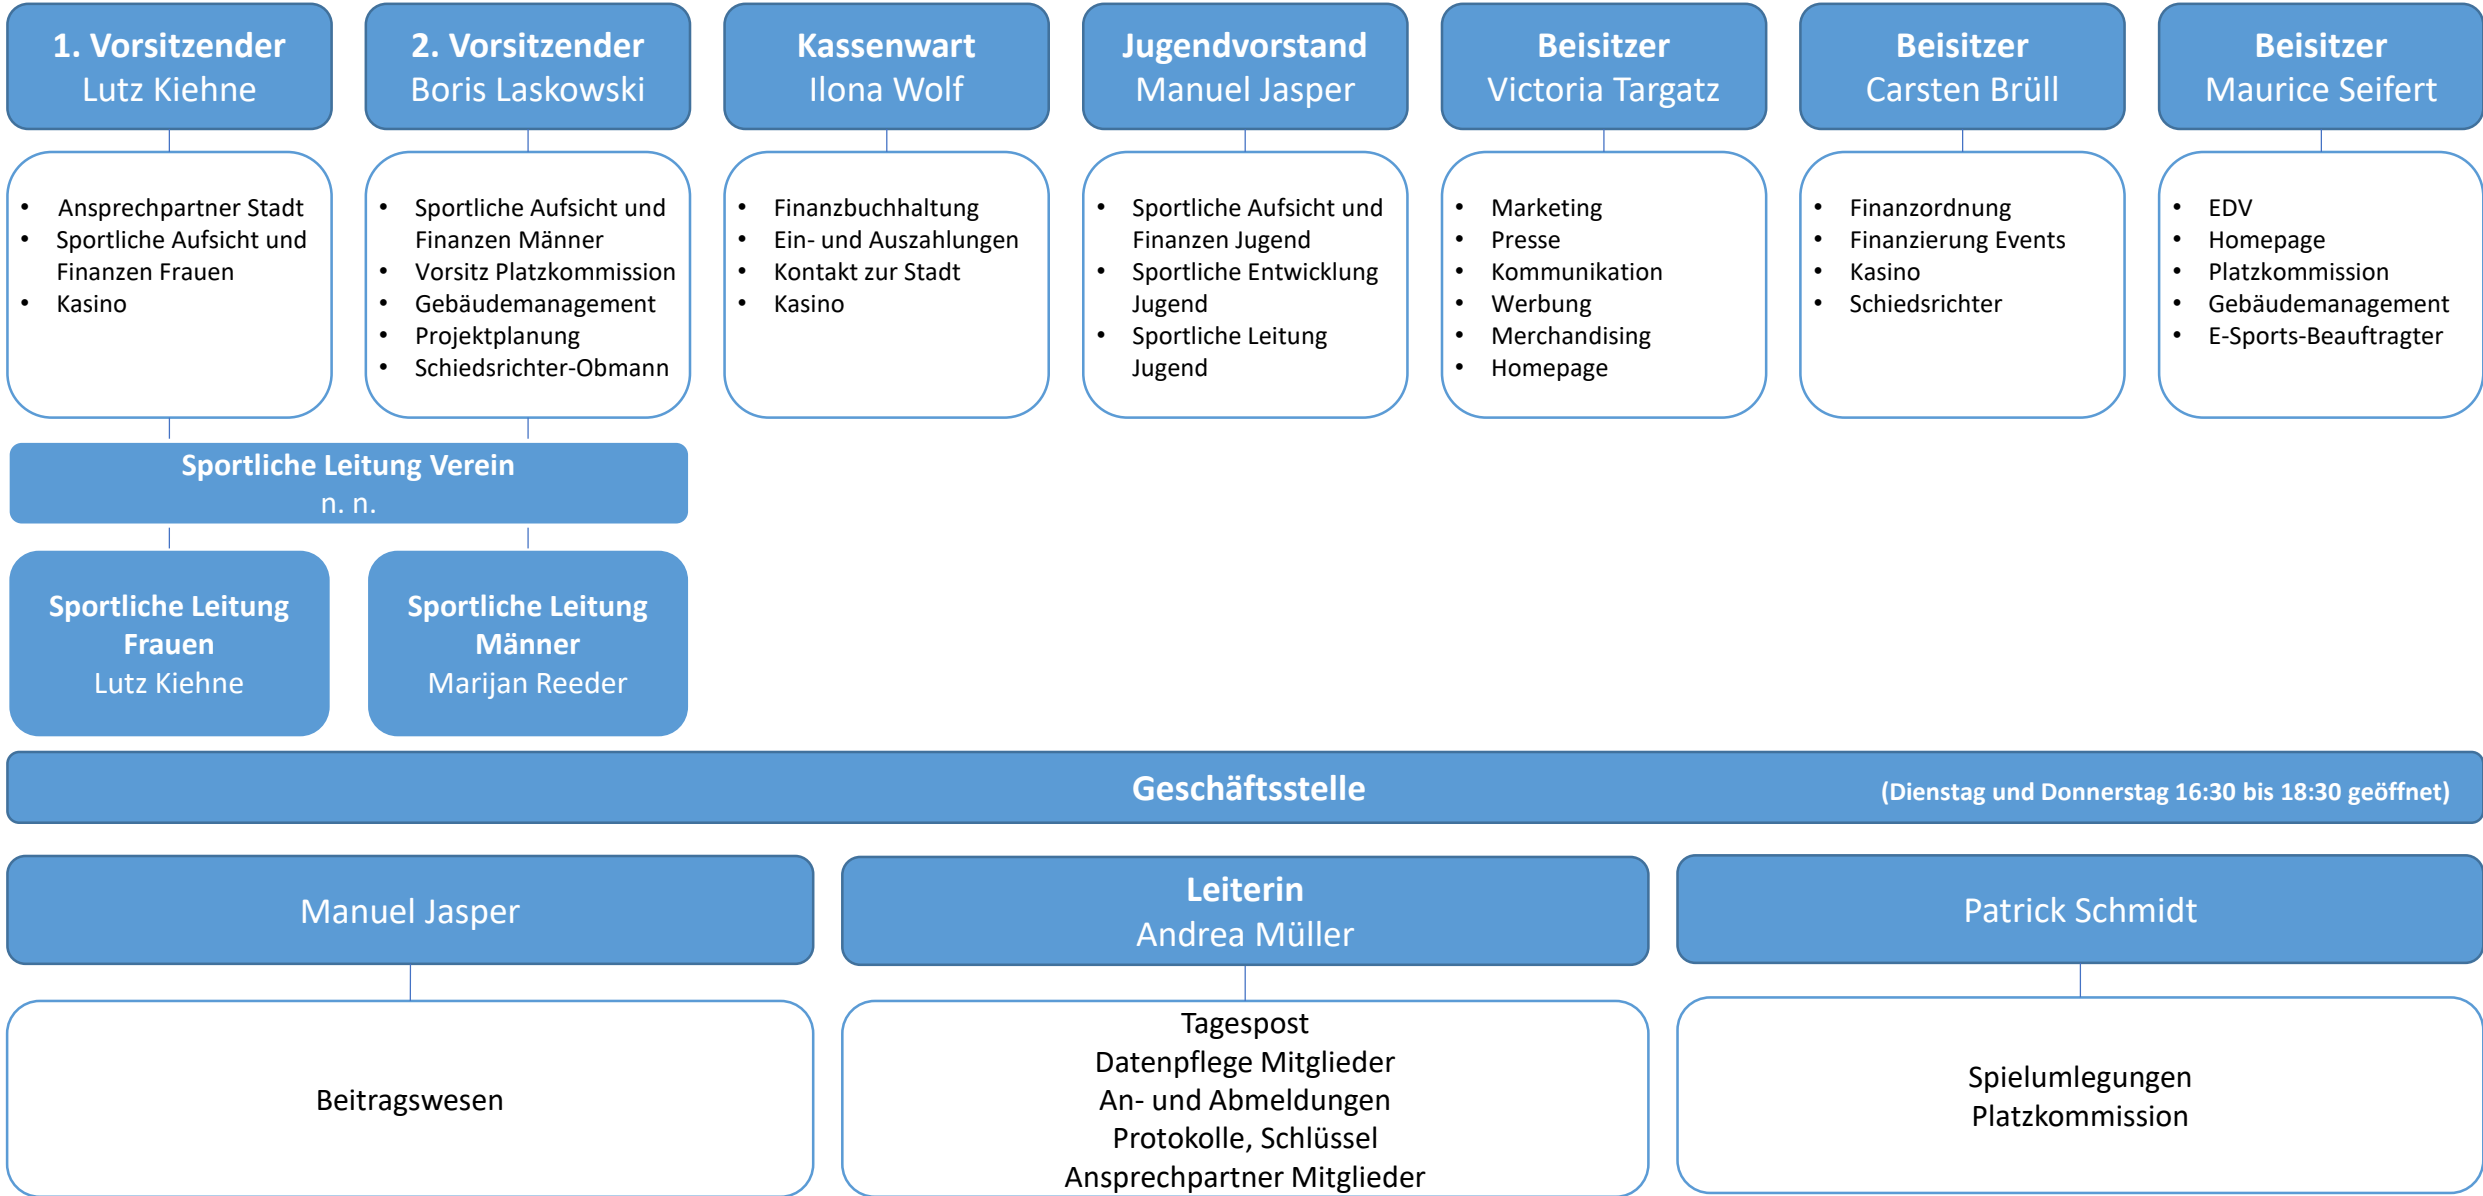 1. Vorsitzender
Lutz Kiehne
2. Vorsitzender
Boris Laskowski
Kassenwart
Ilona Wolf
Jugendvorstand
Manuel Jasper
Beisitzer
Victoria Targatz
Beisitzer
Carsten Brüll
Beisitzer
Maurice Seifert
• Ansprechpartner Stadt
• Sportliche Aufsicht und
Finanzen Frauen
• Kasino
• Sportliche Aufsicht und
Finanzen Männer
• Vorsitz Platzkommission
• Gebäudemanagement
• Projektplanung
• Schiedsrichter-Obmann
• Finanzbuchhaltung
• Ein- und Auszahlungen
• Kontakt zur Stadt
• Kasino
• Sportliche Aufsicht und
Finanzen Jugend
• Sportliche Entwicklung
Jugend
• Sportliche Leitung
Jugend
• Marketing
• Presse
• Kommunikation
• Werbung
• Merchandising
• Homepage
• Finanzordnung
• Finanzierung Events
• Kasino
• Schiedsrichter
• EDV
• Homepage
• Platzkommission
• Gebäudemanagement
• E-Sports-Beauftragter
Sportliche Leitung Verein
n. n.
Sportliche Leitung
Frauen
Lutz Kiehne
Sportliche Leitung
Männer
Marijan Reeder
Geschäftsstelle
(Dienstag und Donnerstag 16:30 bis 18:30 geöffnet)
Manuel Jasper
Leiterin
Andrea Müller
Patrick Schmidt
Beitragswesen
Tagespost
Datenpflege Mitglieder
An- und Abmeldungen
Protokolle, Schlüssel
Ansprechpartner Mitglieder
Spielumlegungen
Platzkommission